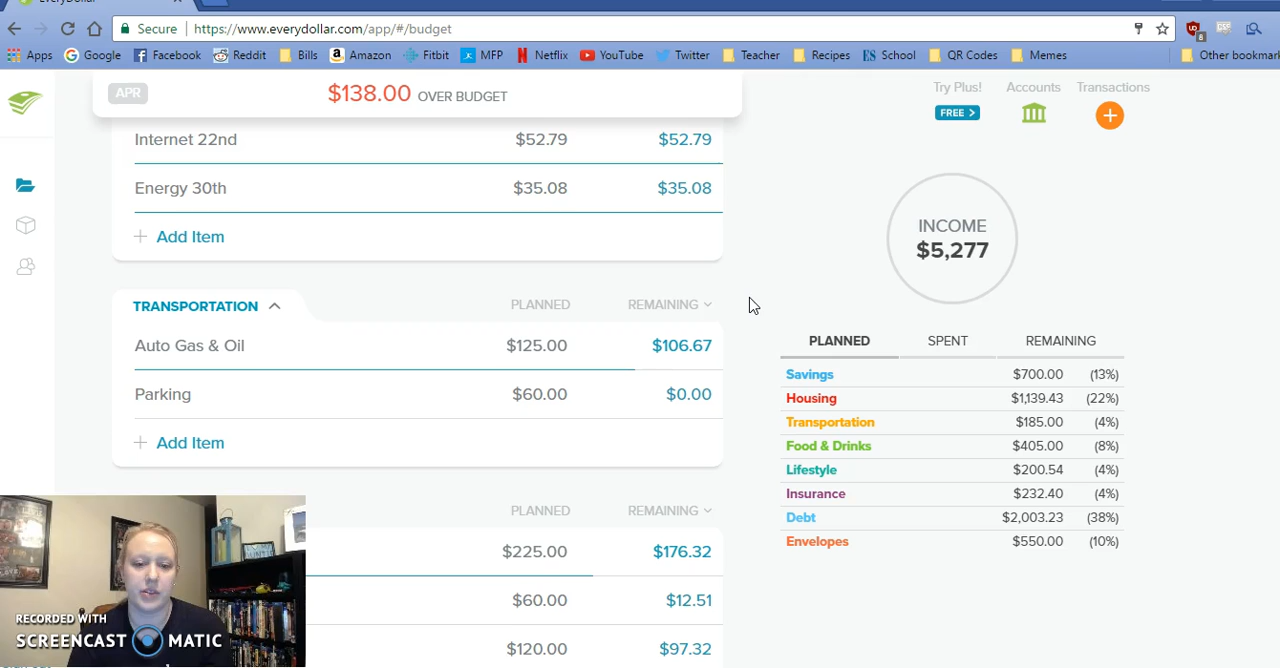 EveryDollar
Secure https://www.everydollar.com/app/#/budget
Apps Google Facebook Reddit Bills Amazon Fitbit MFP Netflix YouTube Twitter Teacher Recipes School QR Codes Memes Other bookmar
APR $138.00 OVER BUDGET
Try Plus! Accounts Transactions
FREE >
Internet 22nd $52.79 $52.79
Energy 30th $35.08 $35.08
+ Add Item
INCOME
$5,277
TRANSPORTATION PLANNED REMAINING
Auto Gas & Oil $125.00 $106.67
Parking $60.00 $0.00
+ Add Item
PLANNED SPENT REMAINING
Savings $700.00 (13%)
Housing $1,139.43 (22%)
Transportation $185.00 (4%)
Food & Drinks $405.00 (8%)
Lifestyle $200.54 (4%)
Insurance $232.40 (4%)
Debt $2,003.23 (38%)
Envelopes $550.00 (10%)
PLANNED REMAINING
$225.00 $176.32
$60.00 $12.51
$120.00 $97.32
RECORDED WITH
SCREENCAST MATIC